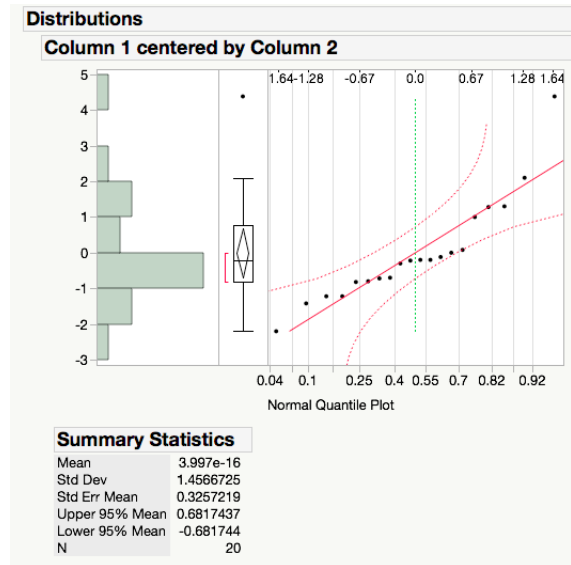 Distributions
Column 1 centered by Column 2
5
4
3
2
1
0
-1
-2
-3
1.64-1.28 -0.67 0.0 0.67 1.28 1.64
0.04 0.1 0.25 0.4 0.55 0.7 0.82 0.92
Normal Quantile Plot
Summary Statistics
Mean 3.997e-16
Std Dev 1.4566725
Std Err Mean 0.3257219
Upper 95% Mean 0.6817437
Lower 95% Mean -0.681744
N 20